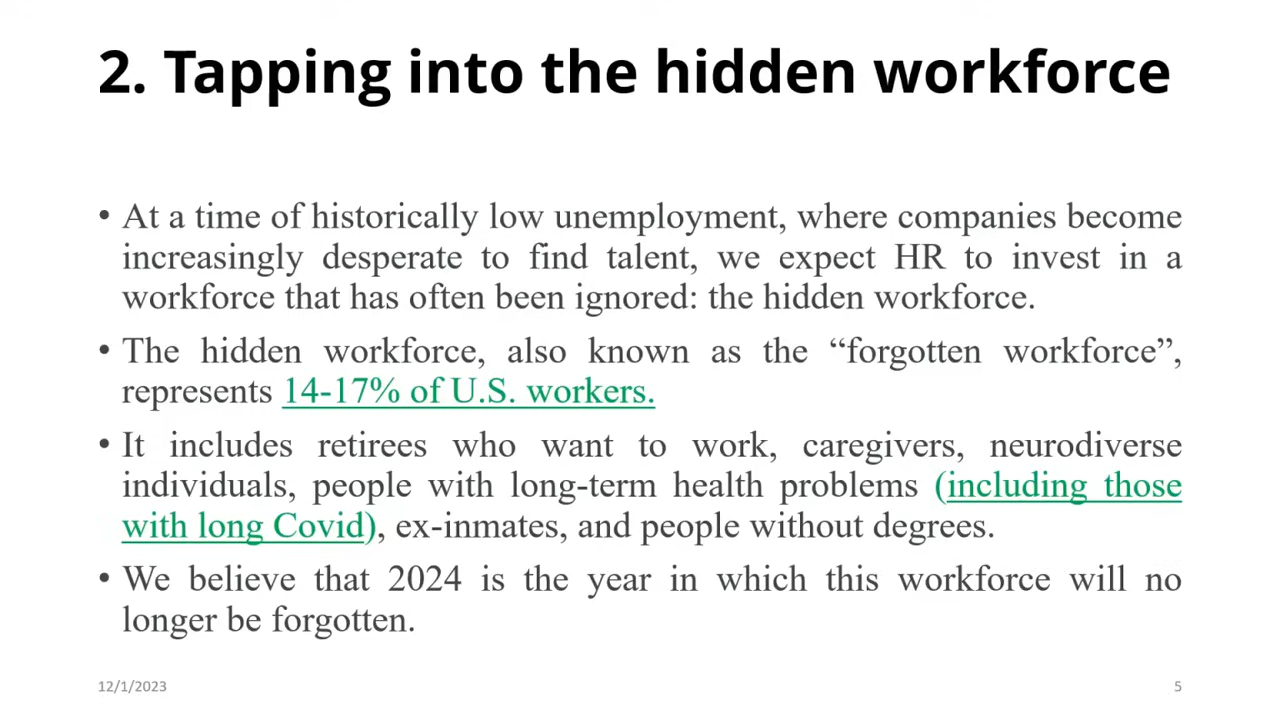 2. Tapping into the hidden workforce
• At a time of historically low unemployment, where companies become
increasingly desperate to find talent, we expect HR to invest in a
workforce that has often been ignored: the hidden workforce.
• The hidden workforce, also known as the “forgotten workforce”,
represents 14-17% of U.S. workers.
• It includes retirees who want to work, caregivers, neurodiverse
individuals, people with long-term health problems (including those
with long Covid), ex-inmates, and people without degrees.
• We believe that 2024 is the year in which this workforce will no
longer be forgotten.
12/1/2023
5